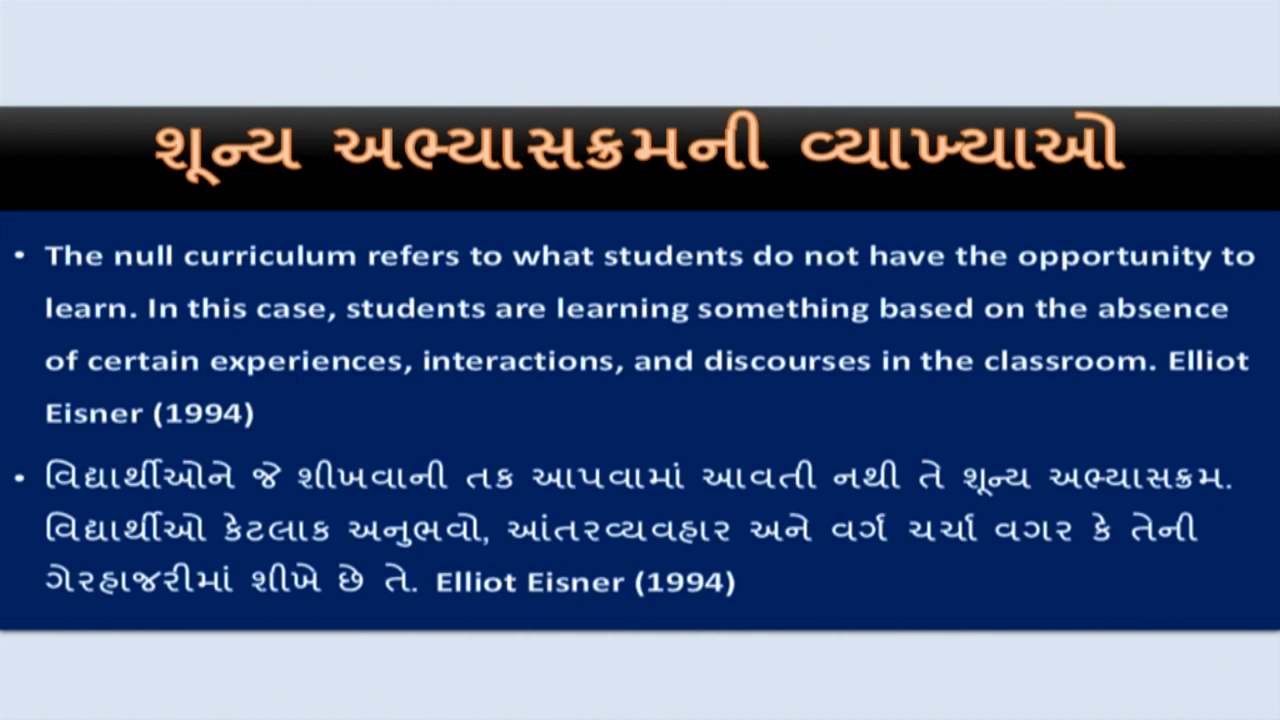 શૂન્ય અભ્યાસક્રમની વ્યાખ્યાઓ
• The null curriculum refers to what students do not have the opportunity to
learn. In this case, students are learning something based on the absence
of certain experiences, interactions, and discourses in the classroom. Elliot
Eisner (1994)
• વિદ્યાર્થીઓને જે શીખવાની તક આપવામાં આવતી નથી તે શૂન્ય અભ્યાસક્રમ.
વિદ્યાર્થીઓ કેટલાક અનુભવો, આંતરવ્યવહાર અને વર્ગ ચર્ચા વગર કે તેની
ગેરહાજરીમાં શીખે છે તે. Elliot Eisner (1994)